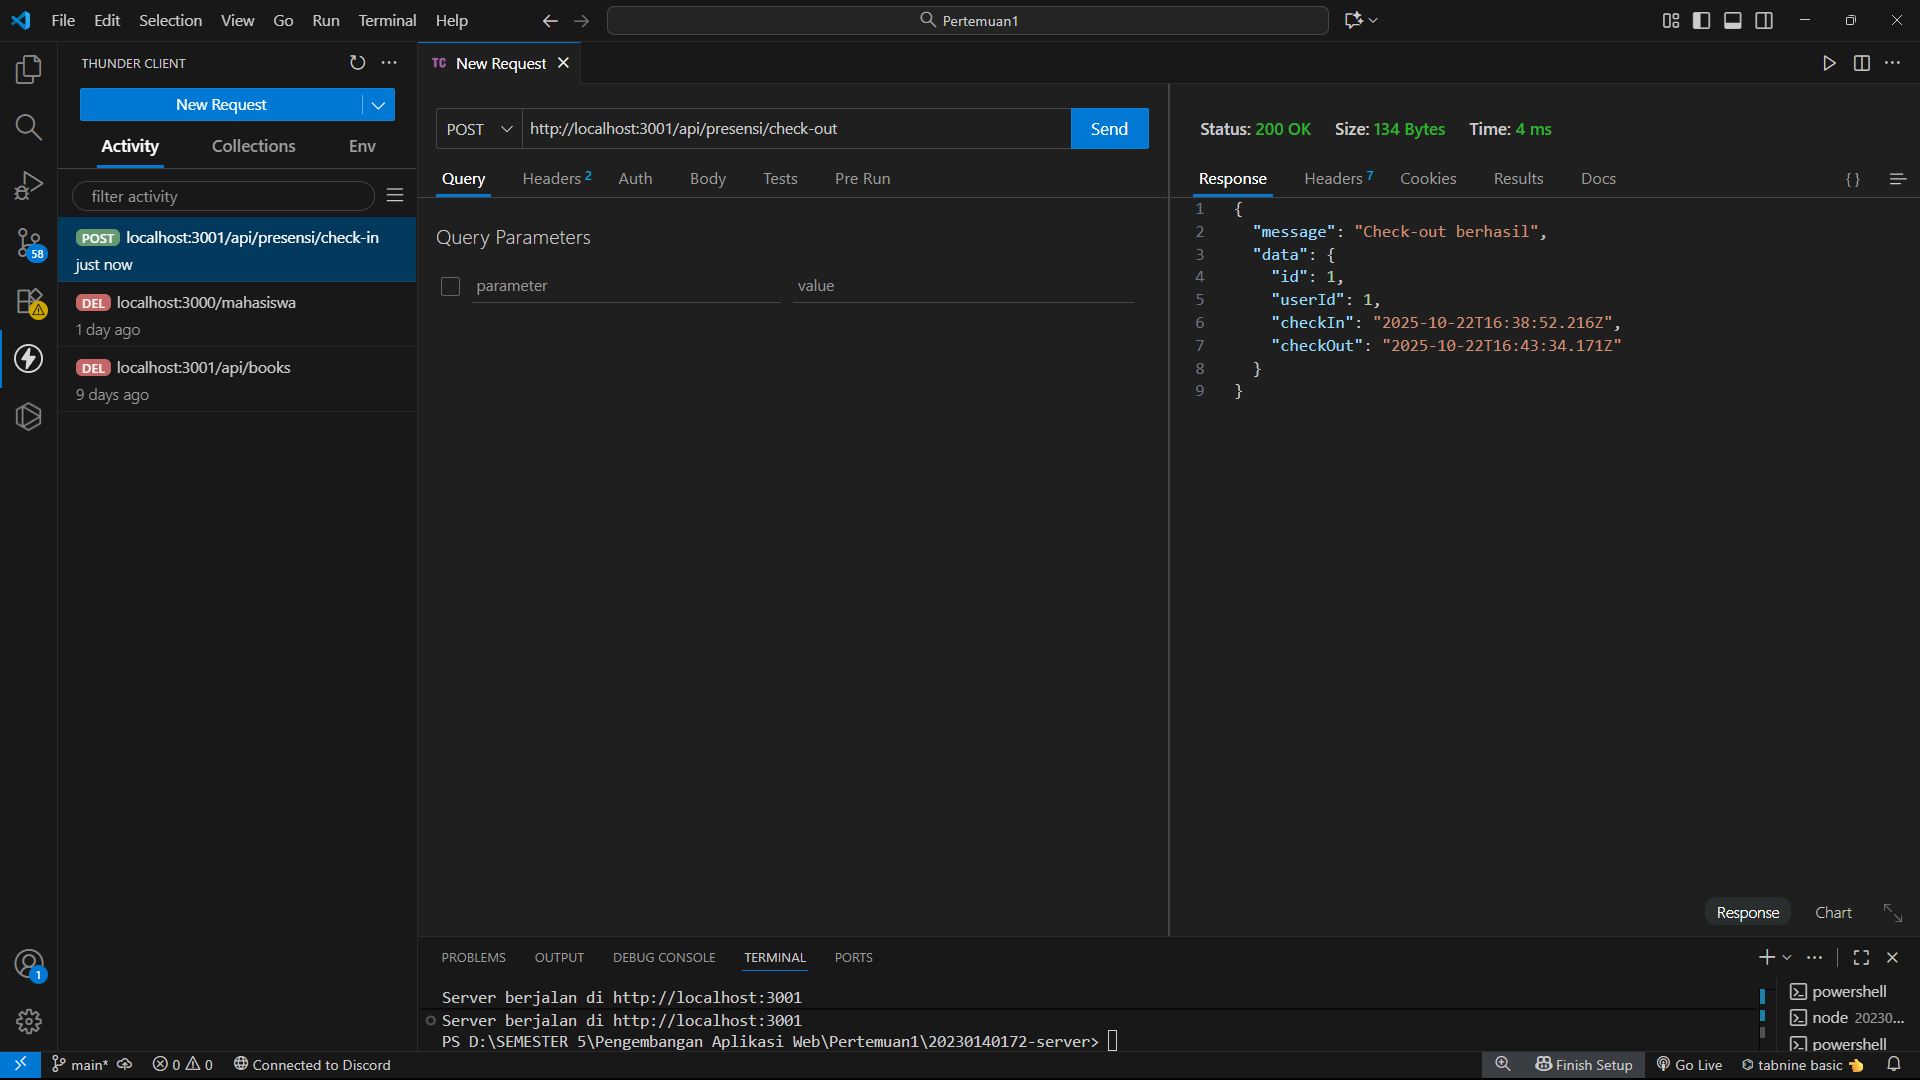 File Edit Selection View Go Run Terminal Help
Pertemuan1
THUNDER CLIENT
New Request
Activity Collections Env
filter activity
POST localhost:3001/api/presensi/check-in
just now
DEL localhost:3000/mahasiswa
1 day ago
DEL localhost:3001/api/books
9 days ago
58
1
TC New Request
POST http://localhost:3001/api/presensi/check-out Send
Query Headers 2 Auth Body Tests Pre Run
Query Parameters
parameter value
Status: 200 OK Size: 134 Bytes Time: 4 ms
Response Headers 7 Cookies Results Docs { }
1 {
2 "message": "Check-out berhasil",
3 "data": {
4 "id": 1,
5 "userId": 1,
6 "checkIn": "2025-10-22T16:38:52.216Z",
7 "checkOut": "2025-10-22T16:43:34.171Z"
8 }
9 }
Response Chart
PROBLEMS OUTPUT DEBUG CONSOLE TERMINAL PORTS
Server berjalan di http://localhost:3001
Server berjalan di http://localhost:3001
PS D:\SEMESTER 5\Pengembangan Aplikasi Web\Pertemuan1\20230140172-server>
powershell
node 20230...
powershell
main* 0 0 Connected to Discord Finish Setup Go Live tabnine basic